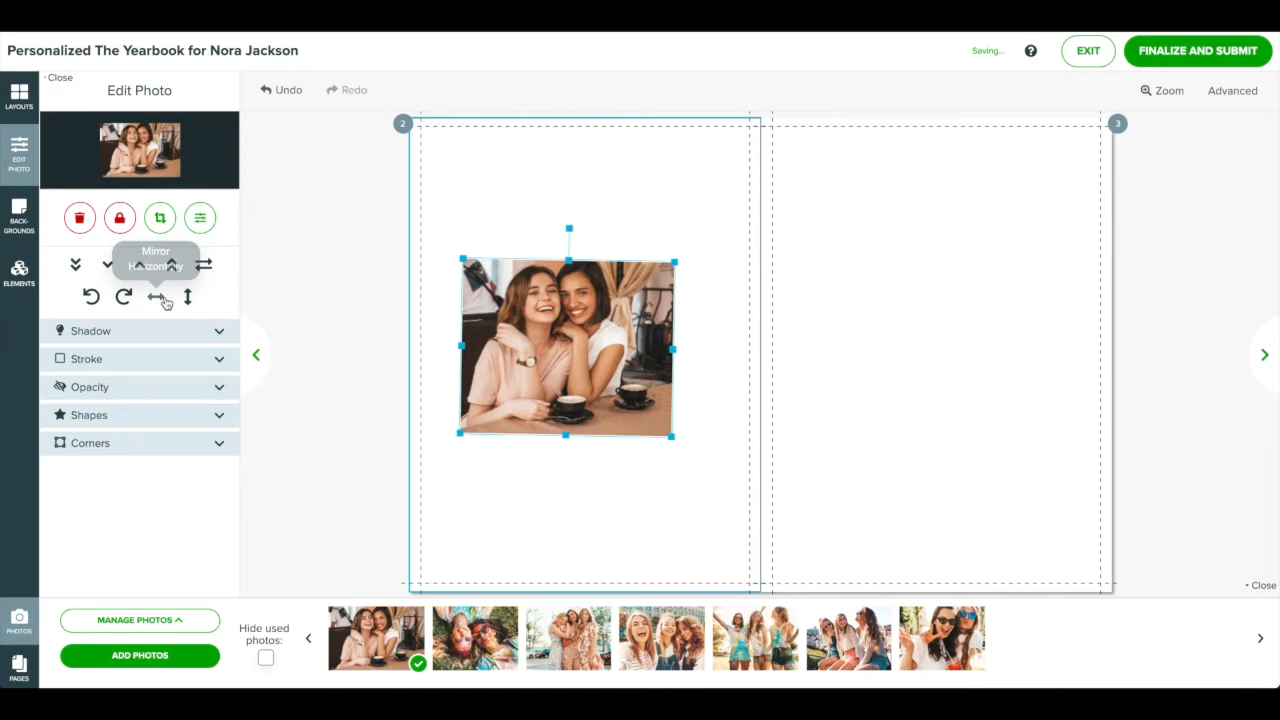 Personalized The Yearbook for Nora Jackson
Saving...
?
EXIT
FINALIZE AND SUBMIT
Close
Edit Photo
Undo
Redo
Zoom
Advanced
LAYOUTS
EDIT
PHOTO
BACK-
GROUNDS
ELEMENTS
Mirror
Horizontally
Shadow
Stroke
Opacity
Shapes
Corners
2
3
Close
PHOTOS
PAGES
MANAGE PHOTOS
ADD PHOTOS
Hide used
photos: